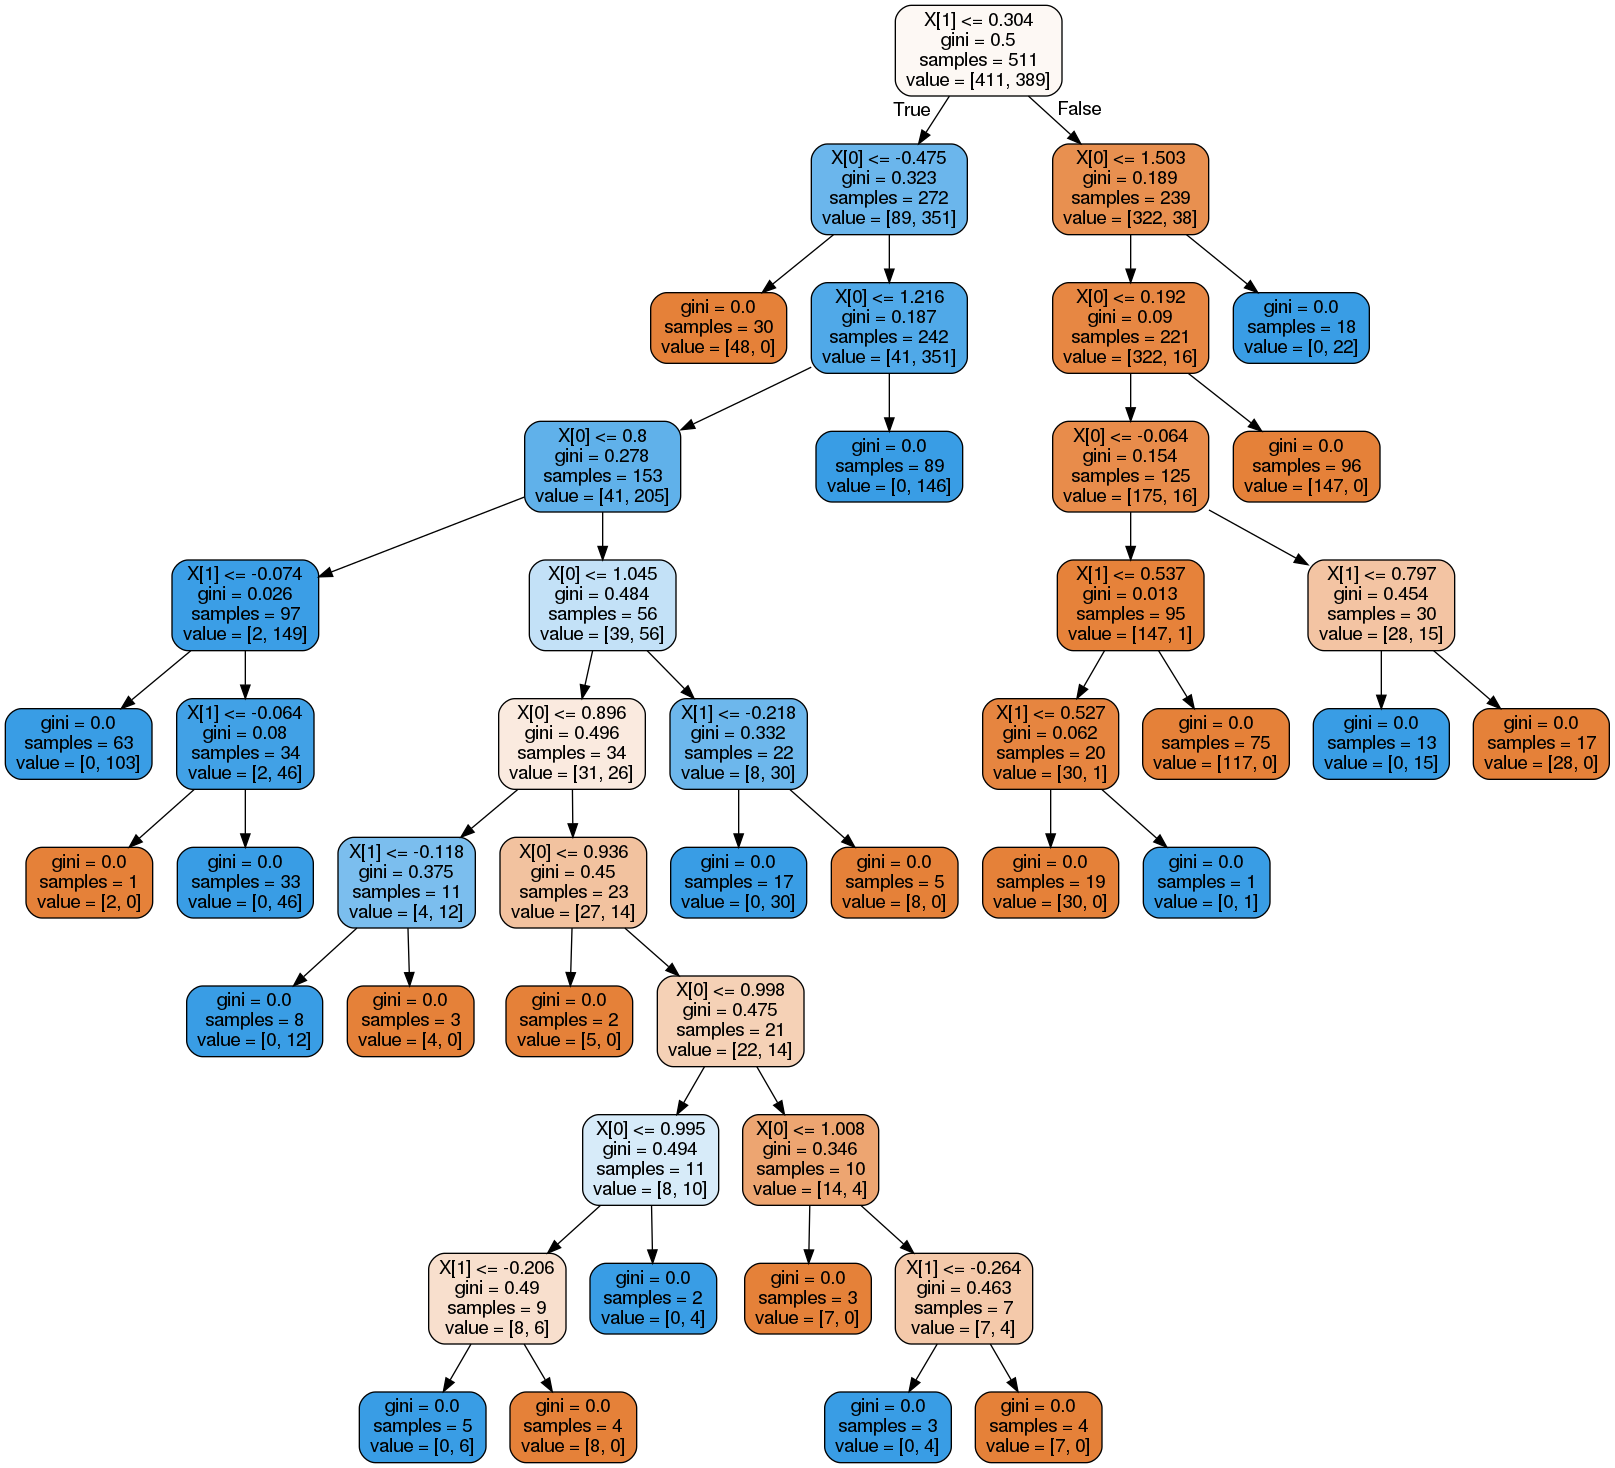 X[1] <= 0.304
gini = 0.5
samples = 511
value = [411, 389]
True
False
X[0] <= -0.475
gini = 0.323
samples = 272
value = [89, 351]
X[0] <= 1.503
gini = 0.189
samples = 239
value = [322, 38]
gini = 0.0
samples = 30
value = [48, 0]
X[0] <= 1.216
gini = 0.187
samples = 242
value = [41, 351]
X[0] <= 0.192
gini = 0.09
samples = 221
value = [322, 16]
gini = 0.0
samples = 18
value = [0, 22]
X[0] <= 0.8
gini = 0.278
samples = 153
value = [41, 205]
gini = 0.0
samples = 89
value = [0, 146]
X[0] <= -0.064
gini = 0.154
samples = 125
value = [175, 16]
gini = 0.0
samples = 96
value = [147, 0]
X[1] <= -0.074
gini = 0.026
samples = 97
value = [2, 149]
X[0] <= 1.045
gini = 0.484
samples = 56
value = [39, 56]
X[1] <= 0.537
gini = 0.013
samples = 95
value = [147, 1]
X[1] <= 0.797
gini = 0.454
samples = 30
value = [28, 15]
gini = 0.0
samples = 63
value = [0, 103]
X[1] <= -0.064
gini = 0.08
samples = 34
value = [2, 46]
X[0] <= 0.896
gini = 0.496
samples = 34
value = [31, 26]
X[1] <= -0.218
gini = 0.332
samples = 22
value = [8, 30]
X[1] <= 0.527
gini = 0.062
samples = 20
value = [30, 1]
gini = 0.0
samples = 75
value = [117, 0]
gini = 0.0
samples = 13
value = [0, 15]
gini = 0.0
samples = 17
value = [28, 0]
gini = 0.0
samples = 1
value = [2, 0]
gini = 0.0
samples = 33
value = [0, 46]
X[1] <= -0.118
gini = 0.375
samples = 11
value = [4, 12]
X[0] <= 0.936
gini = 0.45
samples = 23
value = [27, 14]
gini = 0.0
samples = 17
value = [0, 30]
gini = 0.0
samples = 5
value = [8, 0]
gini = 0.0
samples = 19
value = [30, 0]
gini = 0.0
samples = 1
value = [0, 1]
gini = 0.0
samples = 8
value = [0, 12]
gini = 0.0
samples = 3
value = [4, 0]
gini = 0.0
samples = 2
value = [5, 0]
X[0] <= 0.998
gini = 0.475
samples = 21
value = [22, 14]
X[0] <= 0.995
gini = 0.494
samples = 11
value = [8, 10]
X[0] <= 1.008
gini = 0.346
samples = 10
value = [14, 4]
X[1] <= -0.206
gini = 0.49
samples = 9
value = [8, 6]
gini = 0.0
samples = 2
value = [0, 4]
gini = 0.0
samples = 3
value = [7, 0]
X[1] <= -0.264
gini = 0.463
samples = 7
value = [7, 4]
gini = 0.0
samples = 5
value = [0, 6]
gini = 0.0
samples = 4
value = [8, 0]
gini = 0.0
samples = 3
value = [0, 4]
gini = 0.0
samples = 4
value = [7, 0]